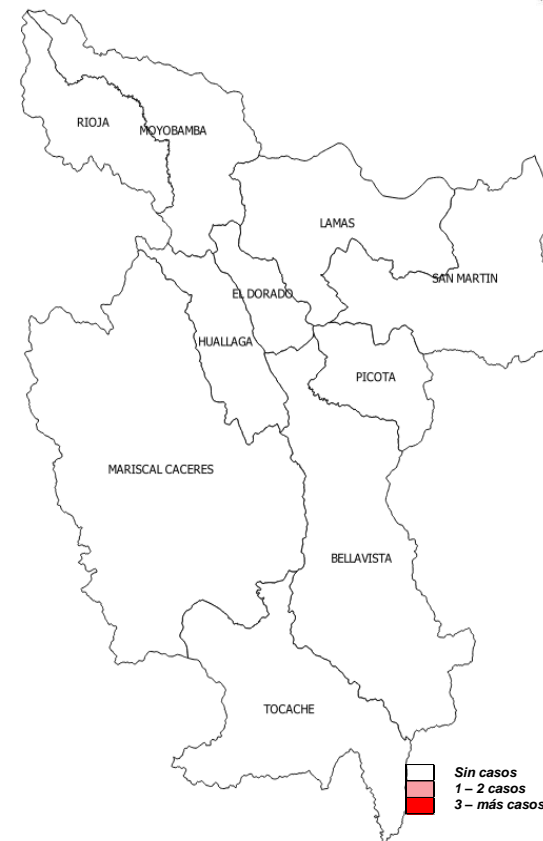 RIOJA
MOYOBAMBA
LAMAS
SAN MARTIN
EL DORADO
HUALLAGA
PICOTA
MARISCAL CACERES
BELLAVISTA
TOCACHE
Sin casos
1 – 2 casos
3 – más casos